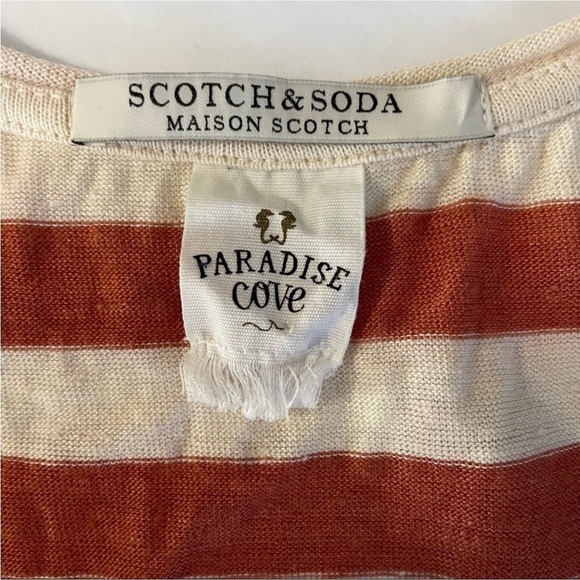 SCOTCH & SODA
MAISON SCOTCH
PARADISE
COVE